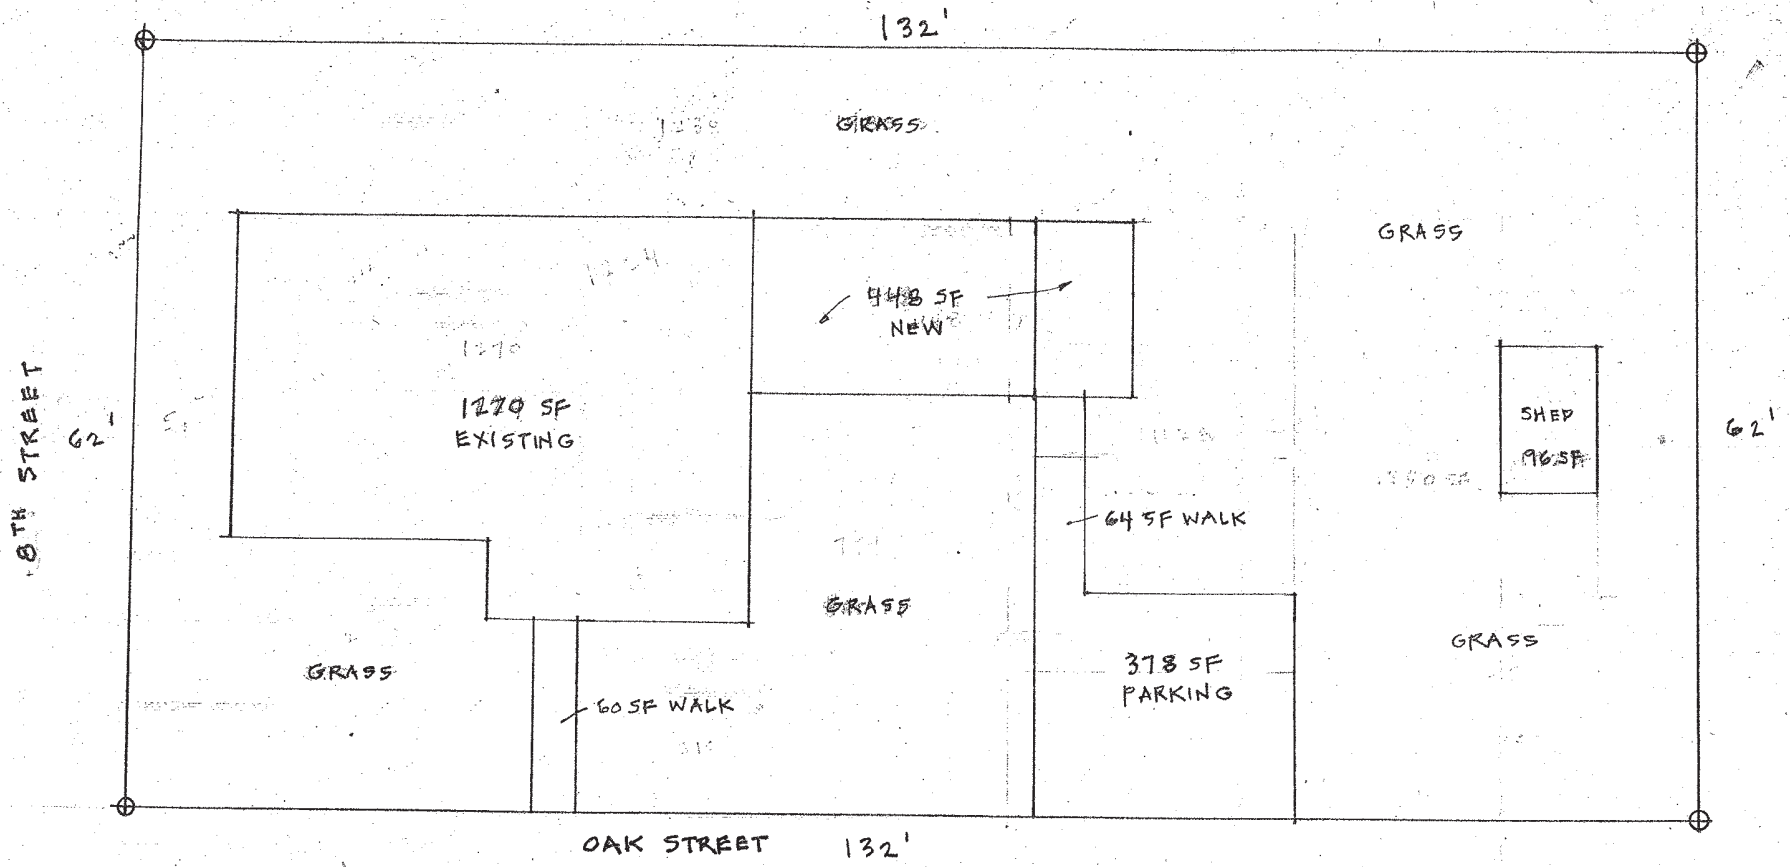 132'
GRASS
GRASS
448 SF
NEW
1270 SF
EXISTING
8TH STREET
62'
SHED
96 SF
62'
64 SF WALK
GRASS
GRASS
GRASS
378 SF
PARKING
60 SF WALK
OAK STREET 132'